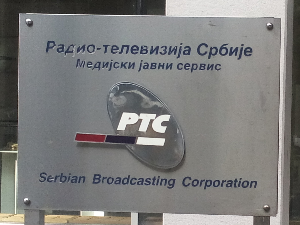 Радио-телевизија Србије
Медијски јавни сервис
РТС
Serbian Broadcasting Corporation